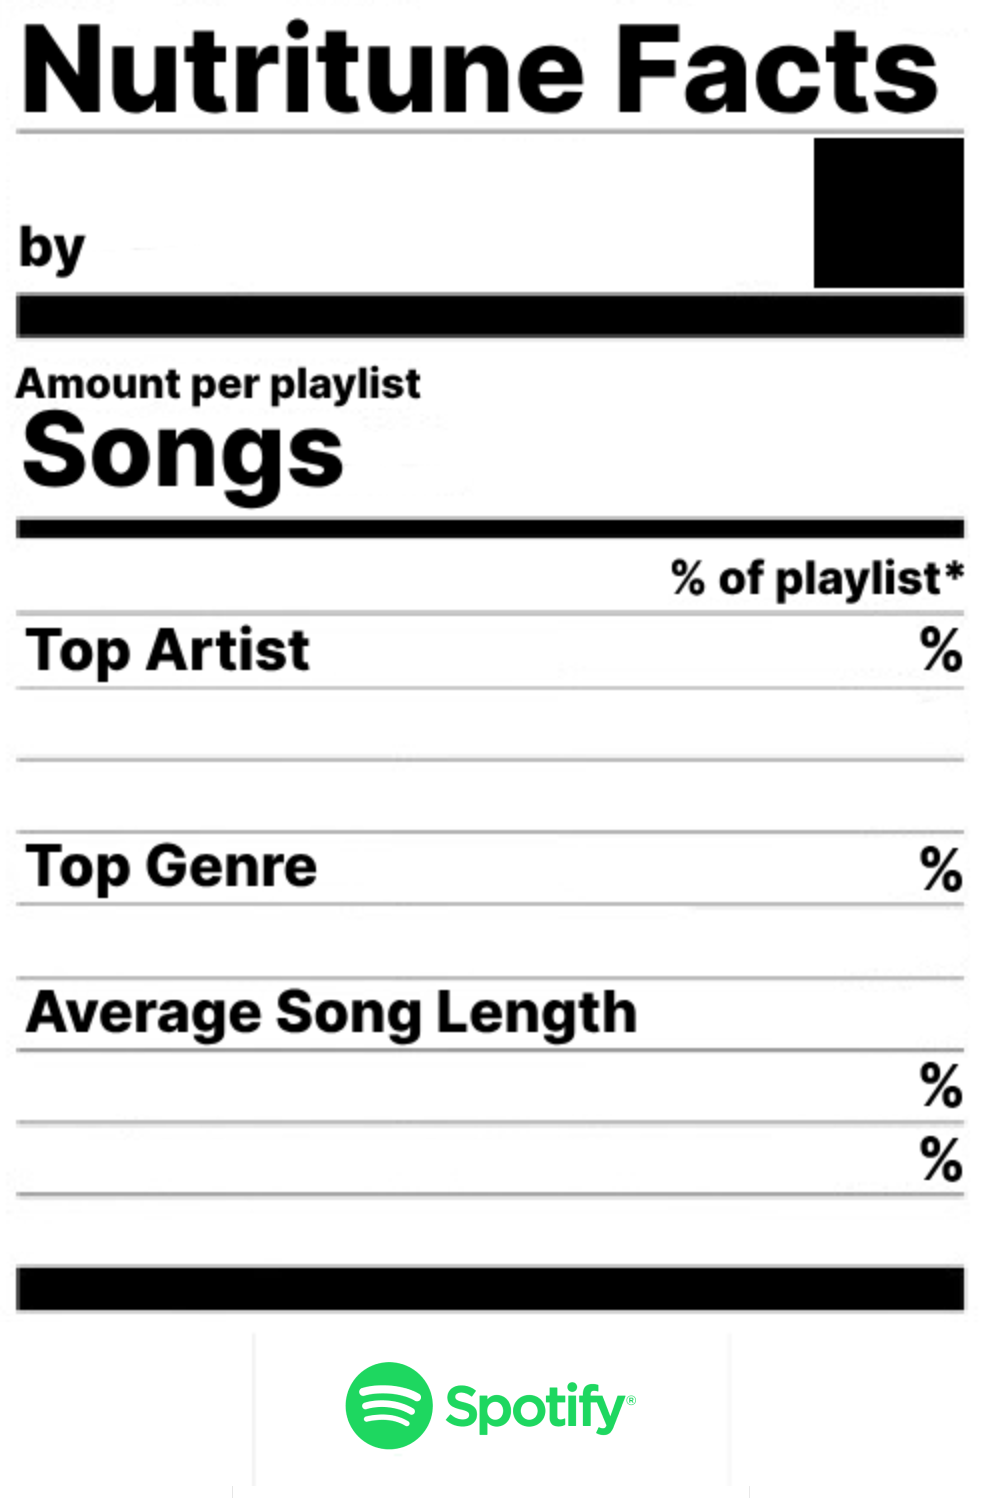 Nutritune Facts
by
Amount per playlist
Songs
% of playlist*
Top Artist %
Top Genre %
Average Song Length
%
%
Spotify®